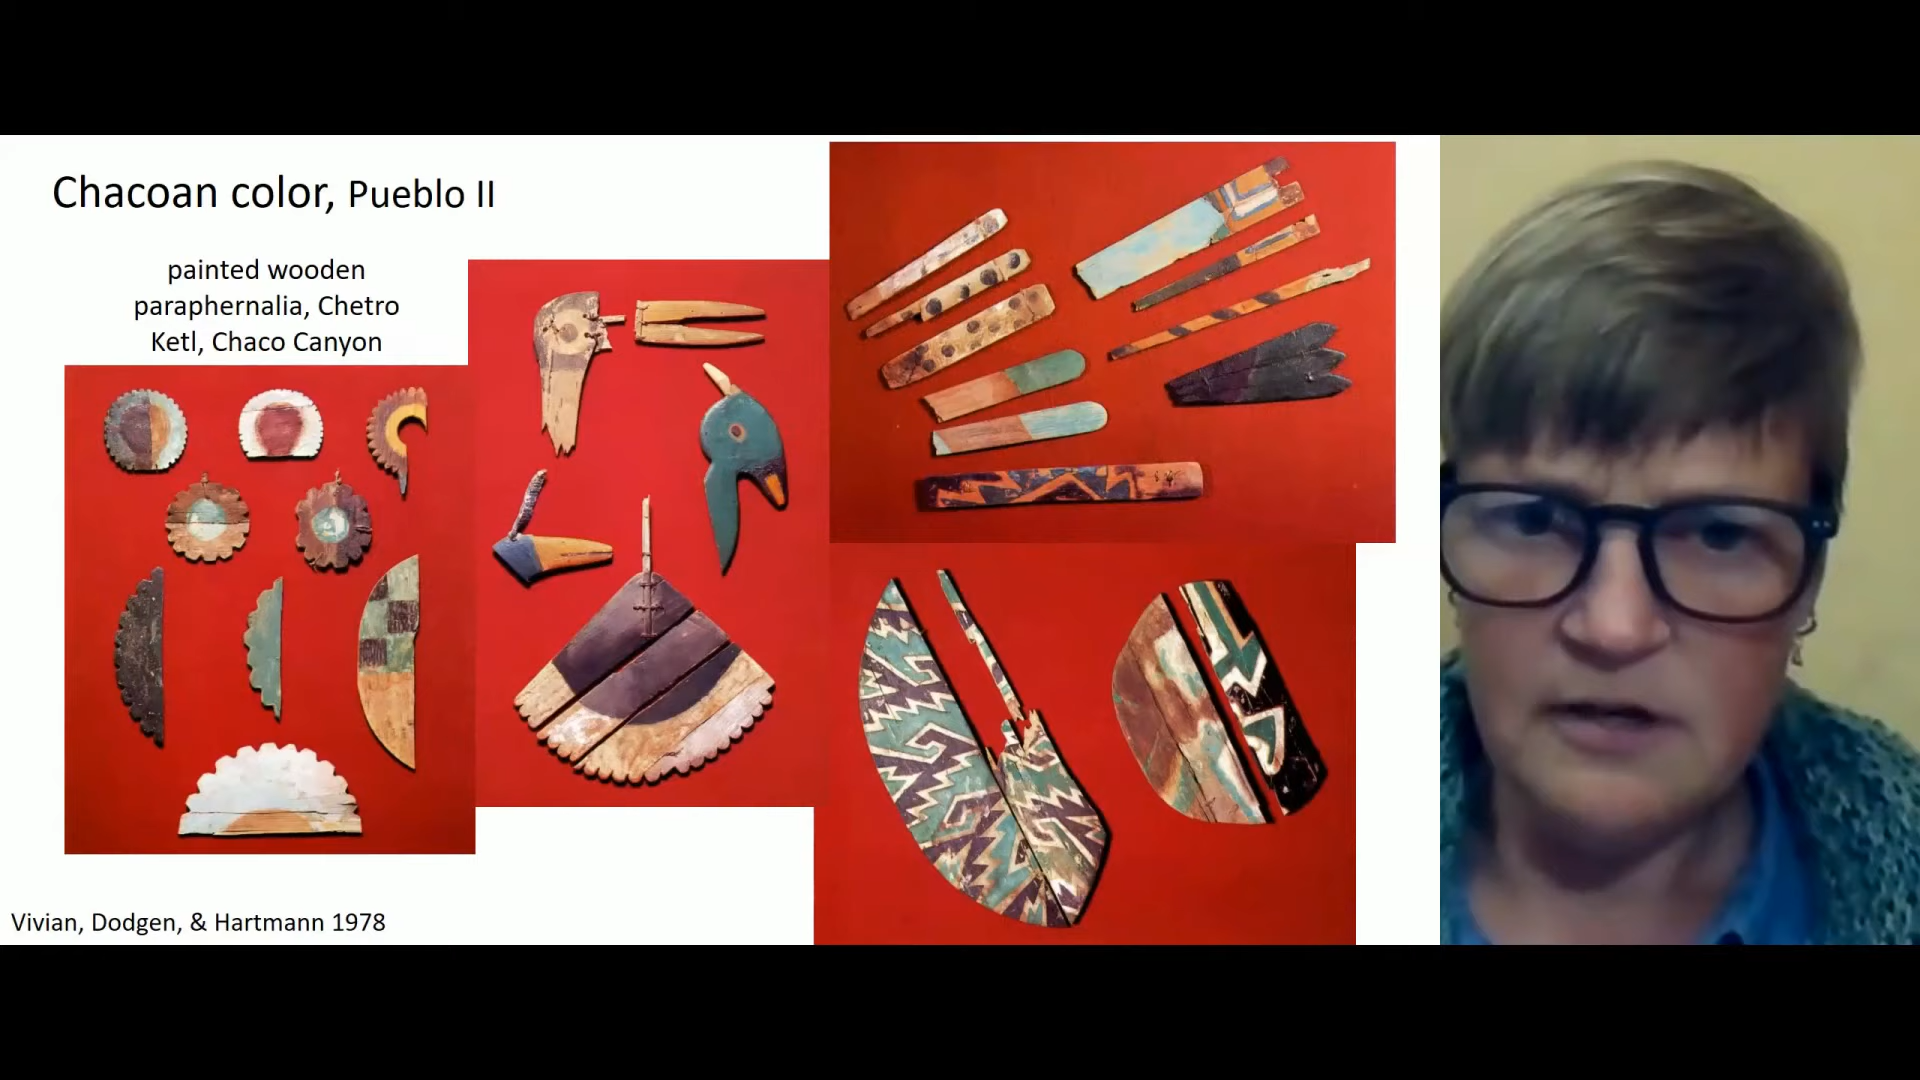 Chacoan color, Pueblo II
painted wooden
paraphernalia, Chetro
Ketl, Chaco Canyon
Vivian, Dodgen, & Hartmann 1978